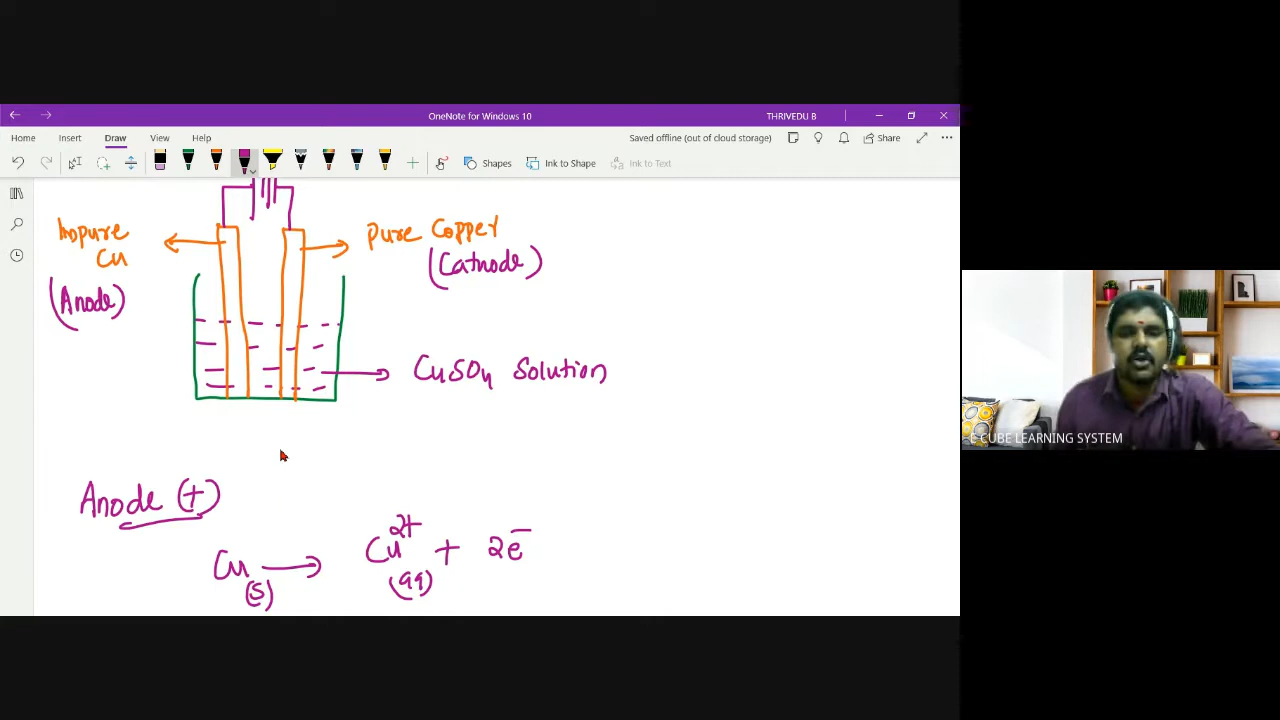 OneNote for Windows 10
THRIVEDU B
Home Insert Draw View Help
Saved offline (out of cloud storage)
Share
Shapes
Ink to Shape
Ink to Text
Impure
Cu
(Anode)
Pure Copper
(Cathode)
CuSO4 Solution
Anode (+)
Cu(s) → Cu2+(aq) + 2e-
E CUBE LEARNING SYSTEM